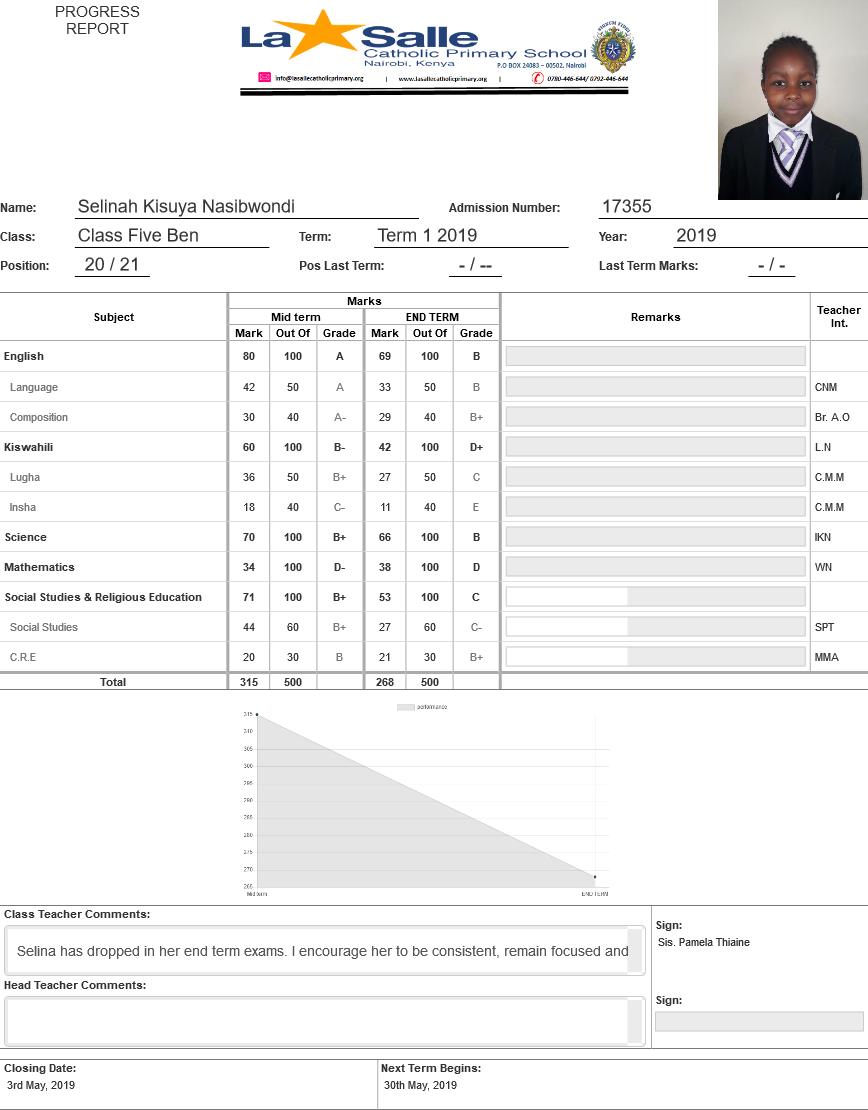 PROGRESS
REPORT
La Salle
Catholic Primary School
Nairobi, Kenya
P.O BOX 24083 – 00502, Nairobi
info@lasallecatholicprimary.org | www.lasallecatholicprimary.org | 0780-446-644/ 0792-446-644
Name: Selinah Kisuya Nasibwondi Admission Number: 17355
Class: Class Five Ben Term: Term 1 2019 Year: 2019
Position: 20 / 21 Pos Last Term: - / -- Last Term Marks: - / -
Subject Marks Remarks Teacher Int.
Mid term END TERM
Mark Out Of Grade Mark Out Of Grade
English 80 100 A 69 100 B
Language 42 50 A 33 50 B CNM
Composition 30 40 A- 29 40 B+ Br. A.O
Kiswahili 60 100 B- 42 100 D+ L.N
Lugha 36 50 B+ 27 50 C C.M.M
Insha 18 40 C- 11 40 E C.M.M
Science 70 100 B+ 66 100 B IKN
Mathematics 34 100 D- 38 100 D WN
Social Studies & Religious Education 71 100 B+ 53 100 C
Social Studies 44 60 B+ 27 60 C- SPT
C.R.E 20 30 B 21 30 B+ MMA
Total 315 500 268 500
performance
315
310
305
300
295
290
285
280
275
270
265
Mid term END TERM
Class Teacher Comments:
Selina has dropped in her end term exams. I encourage her to be consistent, remain focused and
Sign:
Sis. Pamela Thiaine
Head Teacher Comments:
Sign:
Closing Date: Next Term Begins:
3rd May, 2019 30th May, 2019